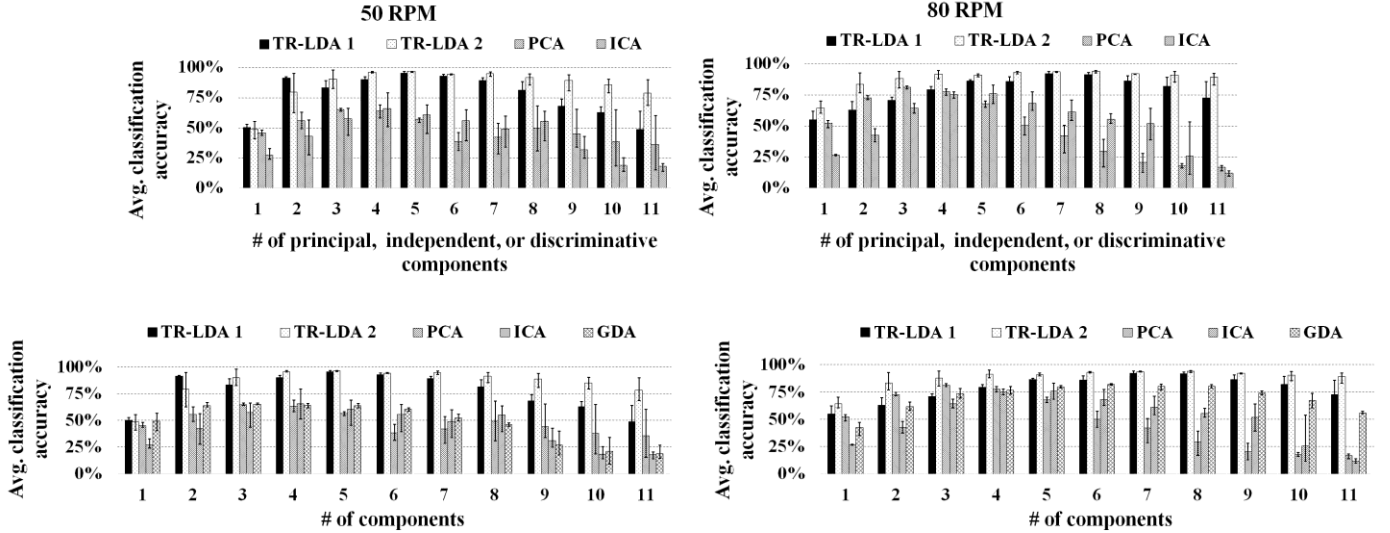 50 RPM
TR-LDA 1 TR-LDA 2 PCA ICA
Avg. classification
accuracy
100%
75%
50%
25%
0%
1 2 3 4 5 6 7 8 9 10 11
# of principal, independent, or discriminative
components
80 RPM
TR-LDA 1 TR-LDA 2 PCA ICA
Avg. classification
accuracy
100%
75%
50%
25%
0%
1 2 3 4 5 6 7 8 9 10 11
# of principal, independent, or discriminative
components
TR-LDA 1 TR-LDA 2 PCA ICA GDA
Avg. classification
accuracy
100%
75%
50%
25%
0%
1 2 3 4 5 6 7 8 9 10 11
# of components
TR-LDA 1 TR-LDA 2 PCA ICA GDA
Avg. classification
accuracy
100%
75%
50%
25%
0%
1 2 3 4 5 6 7 8 9 10 11
# of components